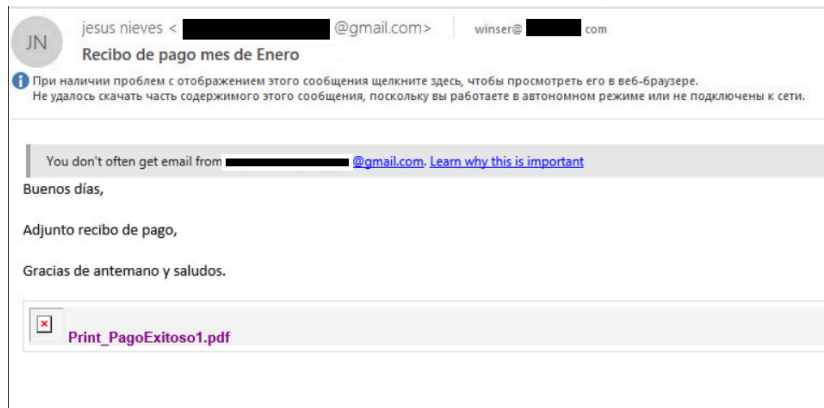 JN
jesus nieves < @gmail.com> winser@ com
Recibo de pago mes de Enero
При наличии проблем с отображением этого сообщения щелкните здесь, чтобы просмотреть его в веб-браузере.
Не удалось скачать часть содержимого этого сообщения, поскольку вы работаете в автономном режиме или не подключены к сети.
You don't often get email from @gmail.com. Learn why this is important
Buenos días,
Adjunto recibo de pago,
Gracias de antemano y saludos.
Print_PagoExitoso1.pdf